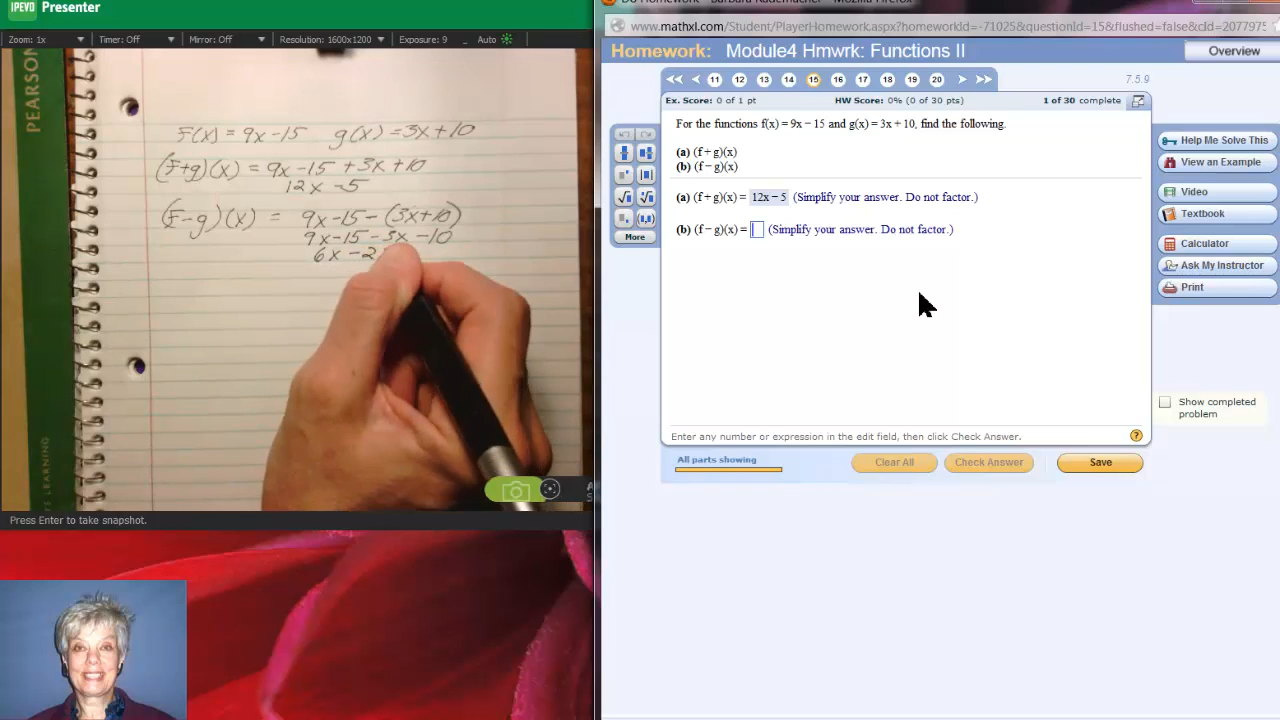 IPEVO Presenter
Zoom: 1x Timer: Off Mirror: Off Resolution: 1600x1200 Exposure: 9 Auto
PEARSON
F(x) = 9x - 15 g(x) = 3x + 10
(F+g)(x) = 9x - 15 + 3x + 10
12x - 5
(F-g)(x) = 9x - 15 - (3x + 10)
9x - 15 - 3x - 10
6x - 2
LEARNING
Press Enter to take snapshot.
www.mathxl.com/Student/PlayerHomework.aspx?homeworkId=-71025&questionId=15&flushed=false&cId=2077975
Homework: Module4 Hmwrk: Functions II
Overview
11 12 13 14 15 16 17 18 19 20
7.5.9
Ex. Score: 0 of 1 pt HW Score: 0% (0 of 30 pts) 1 of 30 complete
For the functions f(x) = 9x − 15 and g(x) = 3x + 10, find the following.
(a) (f + g)(x)
(b) (f − g)(x)
(a) (f + g)(x) = 12x − 5 (Simplify your answer. Do not factor.)
(b) (f − g)(x) = (Simplify your answer. Do not factor.)
More
Enter any number or expression in the edit field, then click Check Answer.
?
All parts showing
Clear All
Check Answer
Save
Help Me Solve This
View an Example
Video
Textbook
Calculator
Ask My Instructor
Print
Show completed
problem